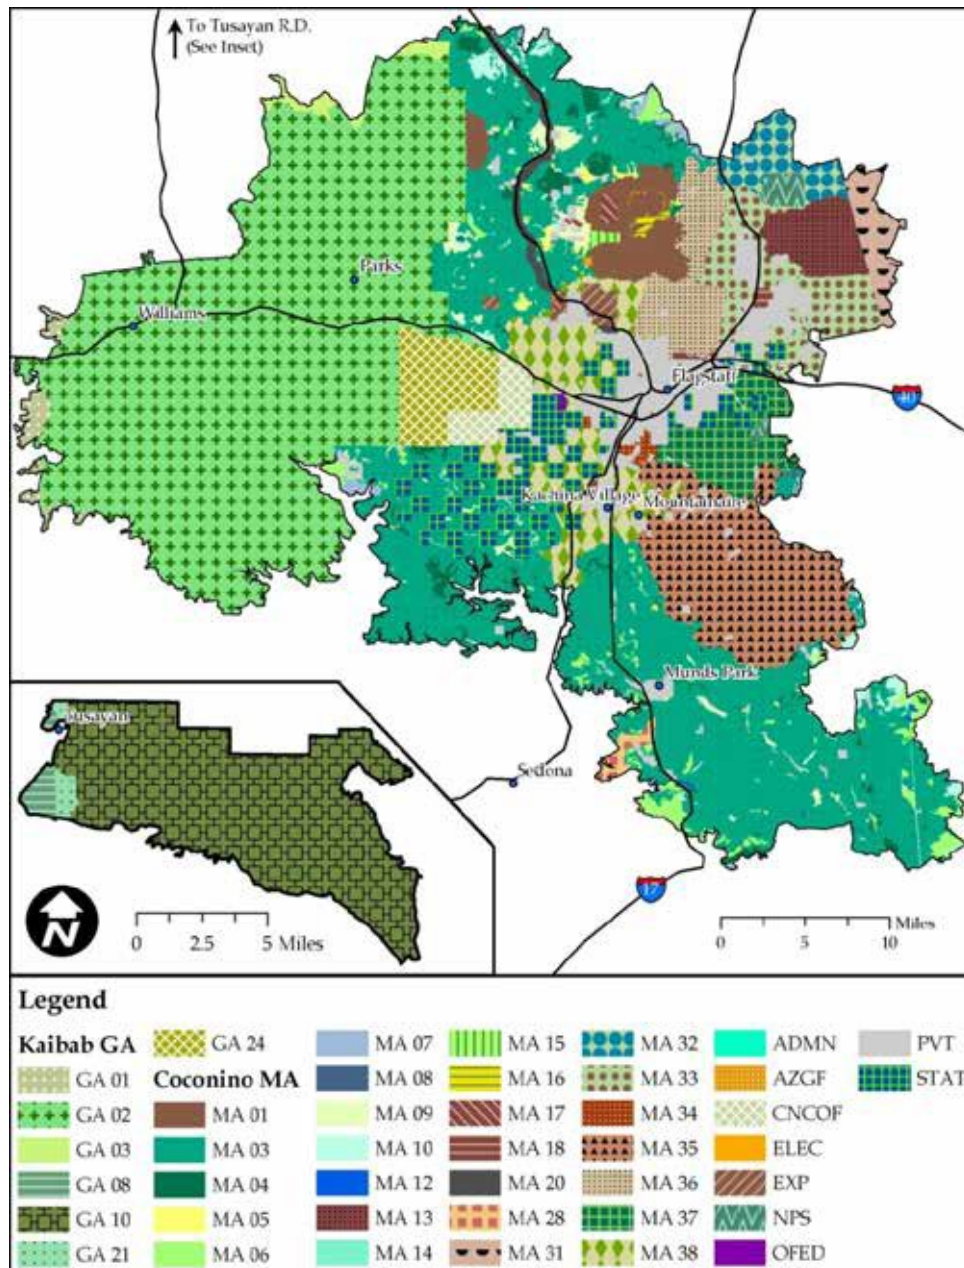 To Tusayan R.D.
(See Inset)
Parks
Williams
Flagstaff
40
Kachina Village
Mountainaire
Munds Park
Tusayan
Sedona
17
N
0 2.5 5 Miles
0 5 10 Miles
Legend
Kaibab GA
GA 01
GA 02
GA 03
GA 08
GA 10
GA 21
GA 24
Coconino MA
MA 01
MA 03
MA 04
MA 05
MA 06
MA 07
MA 08
MA 09
MA 10
MA 12
MA 13
MA 14
MA 15
MA 16
MA 17
MA 18
MA 20
MA 28
MA 31
MA 32
MA 33
MA 34
MA 35
MA 36
MA 37
MA 38
ADMN
AZGF
CNCOF
ELEC
EXP
NPS
OFED
PVT
STAT